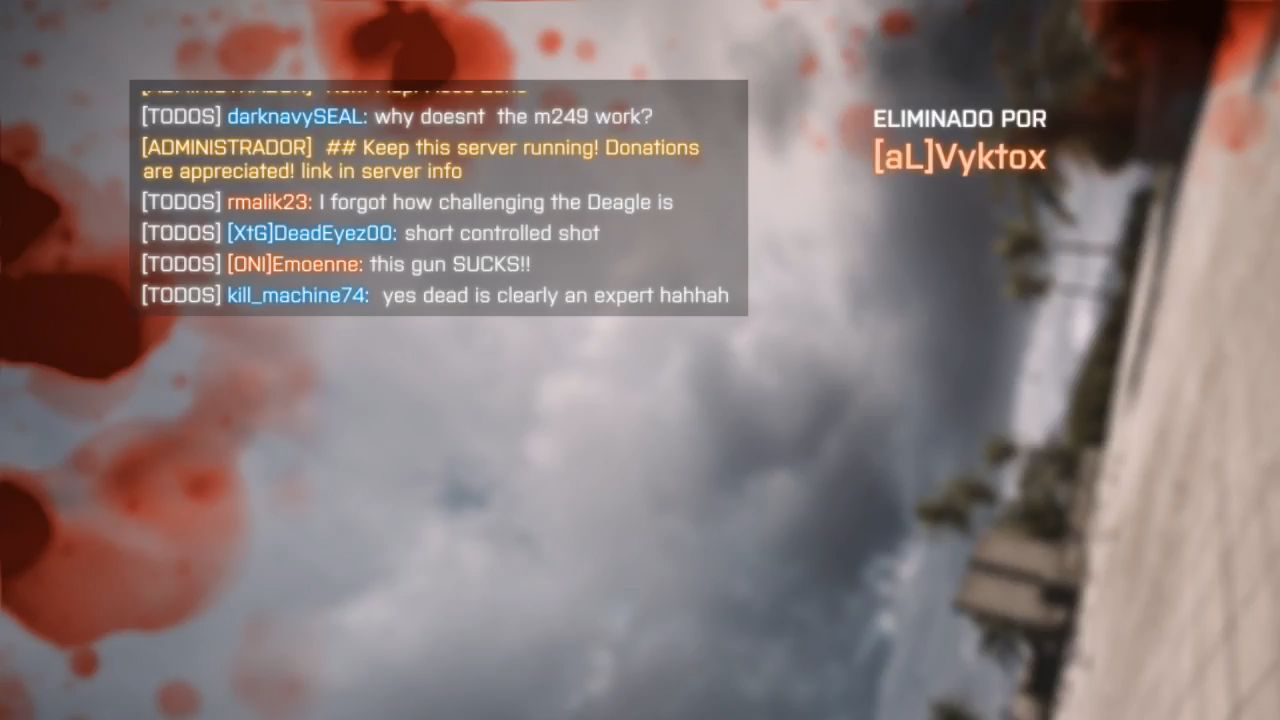 [TODOS] darknavySEAL: why doesnt  the m249 work?
[ADMINISTRADOR]  ## Keep this server running! Donations
are appreciated! link in server info
[TODOS] rmalik23: I forgot how challenging the Deagle is
[TODOS] [XtG]DeadEyez00: short controlled shot
[TODOS] [ONI]Emoenne: this gun SUCKS!!
[TODOS] kill_machine74:  yes dead is clearly an expert hahhah
ELIMINADO POR
[aL]Vyktox